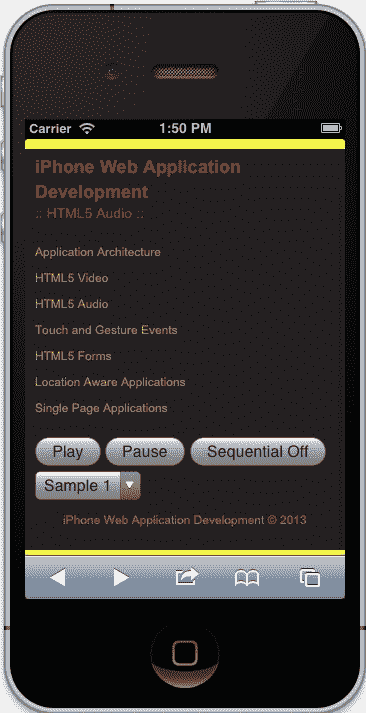 Carrier 1:50 PM
iPhone Web Application
Development
:: HTML5 Audio ::
Application Architecture
HTML5 Video
HTML5 Audio
Touch and Gesture Events
HTML5 Forms
Location Aware Applications
Single Page Applications
Play Pause Sequential Off
Sample 1
iPhone Web Application Development © 2013